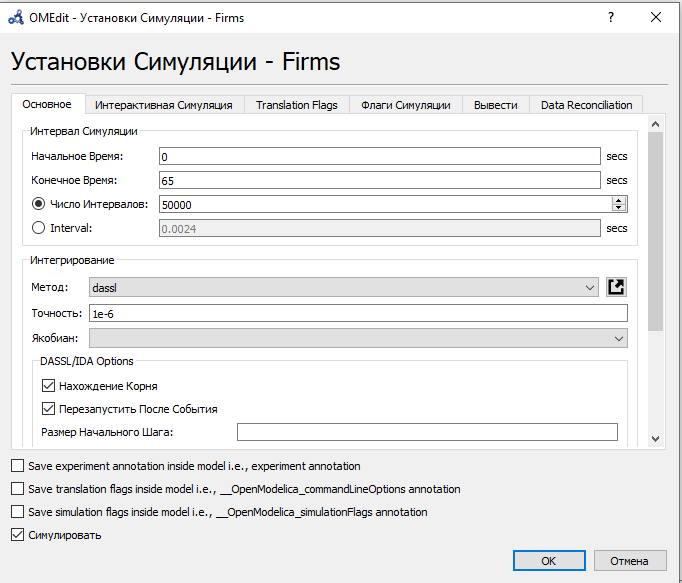 OMEdit - Установки Симуляции - Firms
?
Установки Симуляции - Firms
Основное Интерактивная Симуляция Translation Flags Флаги Симуляции Вывести Data Reconciliation
Интервал Симуляции
Начальное Время: 0 secs
Конечное Время: 65 secs
Число Интервалов: 50000
Interval: 0.0024 secs
Интегрирование
Метод: dassl
Точность: 1e-6
Якобиан:
DASSL/IDA Options
Нахождение Корня
Перезапустить После События
Размер Начального Шага:
Save experiment annotation inside model i.e., experiment annotation
Save translation flags inside model i.e., __OpenModelica_commandLineOptions annotation
Save simulation flags inside model i.e., __OpenModelica_simulationFlags annotation
Симулировать
OK Отмена